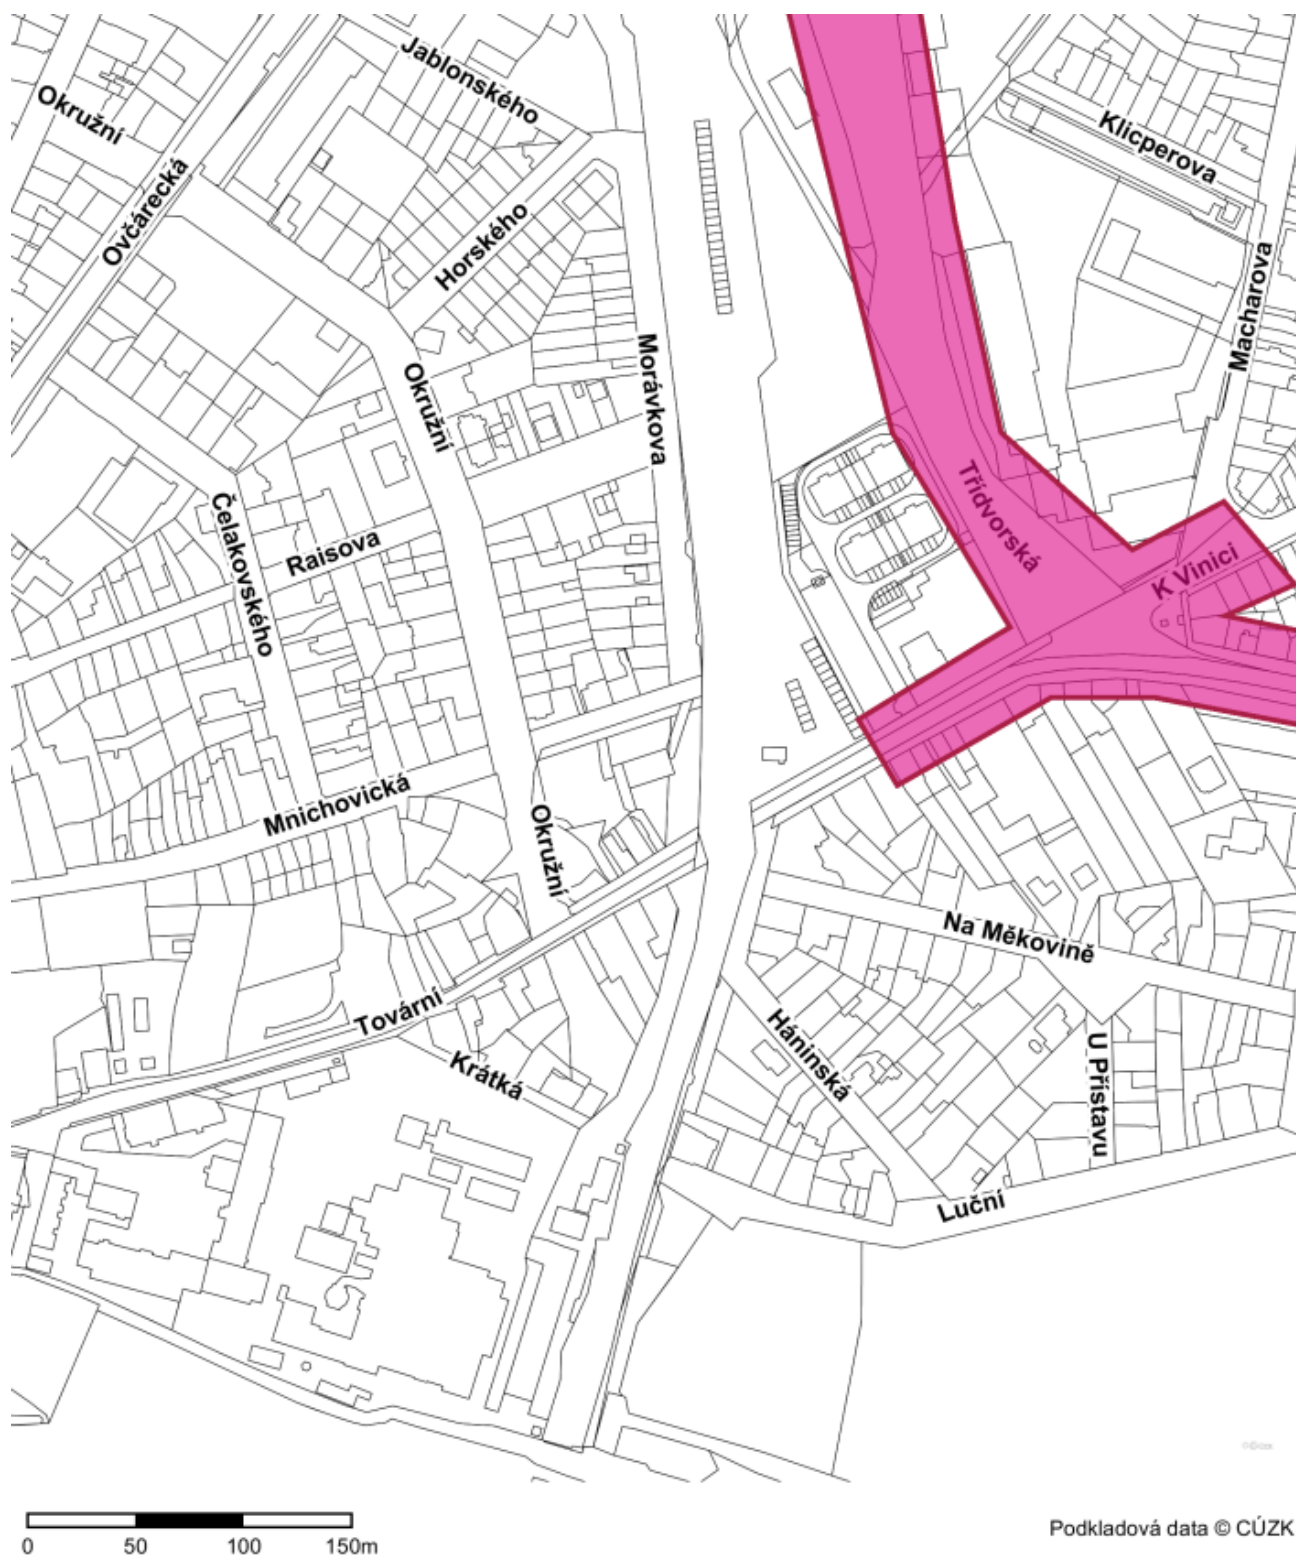 Jablonského
Okružní
Klicperova
Ovčárecká
Horského
Macharova
Morávkova
Okružní
Třídvorská
Čelakovského
Raisova
K Vinici
Mnichovická
Okružní
Na Měkovině
Tovární
Háninská
Krátká
U Přístavu
Luční
0 50 100 150m
Podkladová data © CÚZK